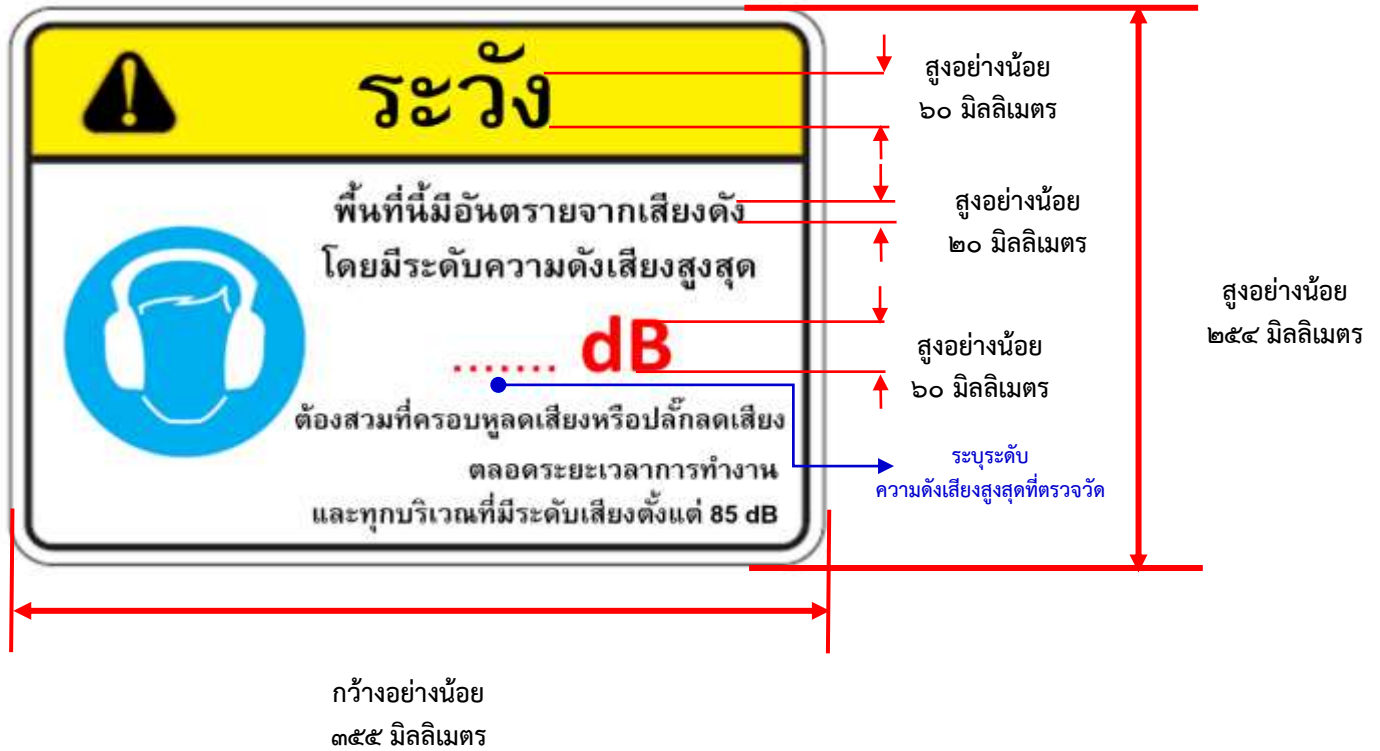 ระวัง
พื้นที่นี้มีอันตรายจากเสียงดัง
โดยมีระดับความดังเสียงสูงสุด
....... dB
ต้องสวมที่ครอบหูลดเสียงหรือปลั๊กลดเสียง
ตลอดระยะเวลาการทำงาน
และทุกบริเวณที่มีระดับเสียงตั้งแต่ 85 dB
สูงอย่างน้อย
๖๐ มิลลิเมตร
สูงอย่างน้อย
๒๐ มิลลิเมตร
สูงอย่างน้อย
๖๐ มิลลิเมตร
ระบุระดับ
ความดังเสียงสูงสุดที่ตรวจวัด
สูงอย่างน้อย
๒๕๔ มิลลิเมตร
กว้างอย่างน้อย
๓๕๕ มิลลิเมตร